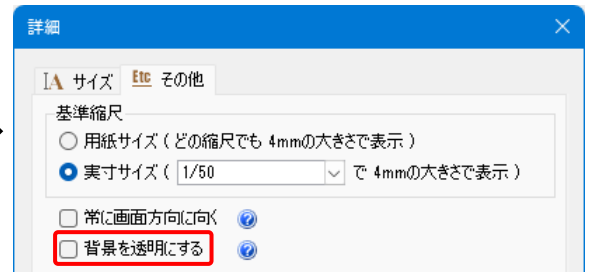 詳細
A サイズ Etc その他
基準縮尺
用紙サイズ ( どの縮尺でも 4mmの大きさで表示 )
実寸サイズ ( 1/50 で 4mmの大きさで表示 )
常に画面方向に向く ?
背景を透明にする ?